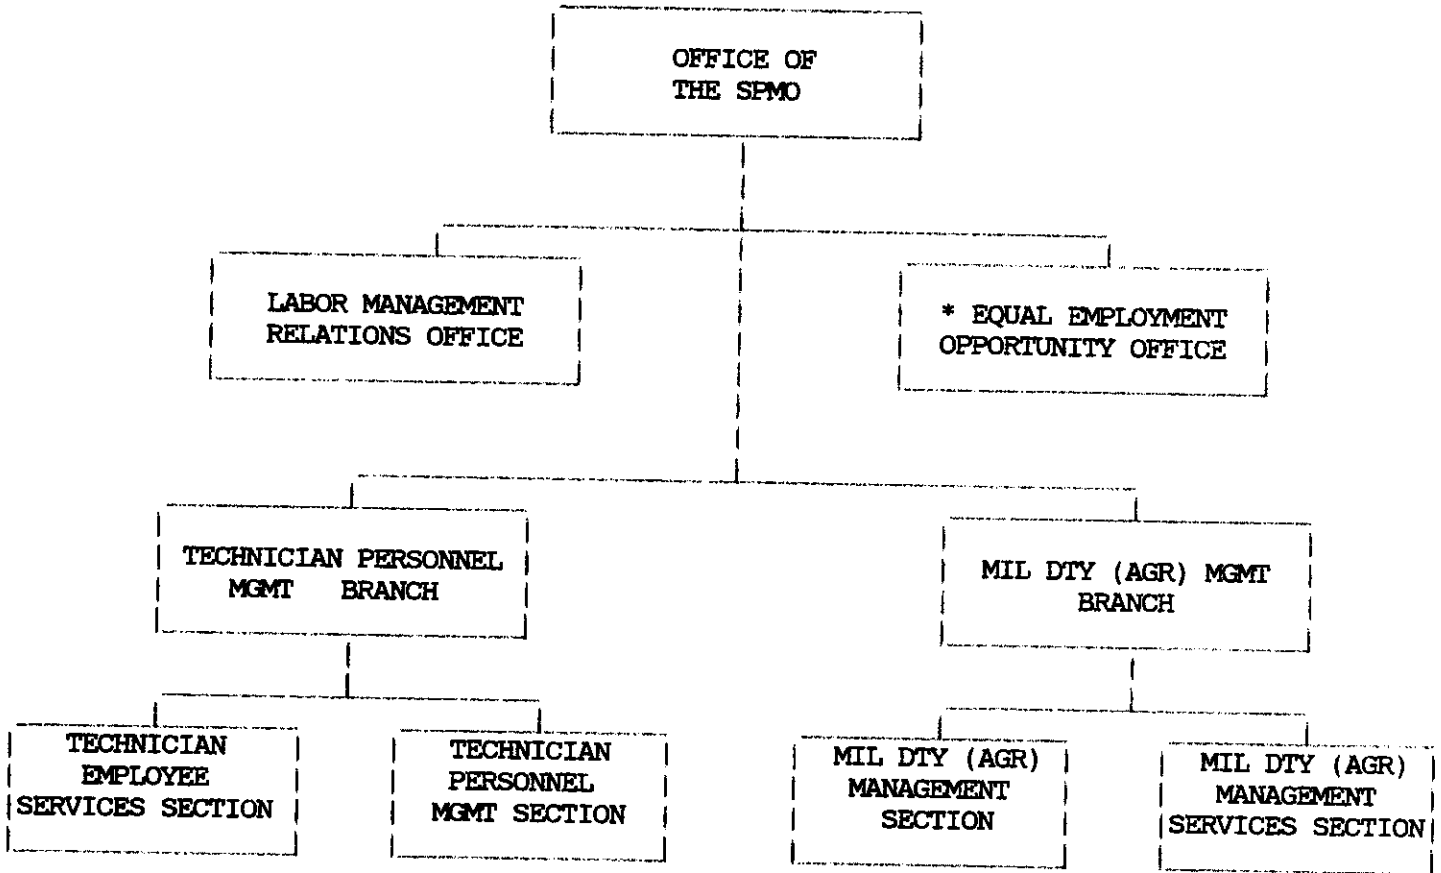 OFFICE OF
THE SPMO
LABOR MANAGEMENT
RELATIONS OFFICE
* EQUAL EMPLOYMENT
OPPORTUNITY OFFICE
TECHNICIAN PERSONNEL
MGMT BRANCH
MIL DTY (AGR) MGMT
BRANCH
TECHNICIAN
EMPLOYEE
SERVICES SECTION
TECHNICIAN
PERSONNEL
MGMT SECTION
MIL DTY (AGR)
MANAGEMENT
SECTION
MIL DTY (AGR)
MANAGEMENT
SERVICES SECTION